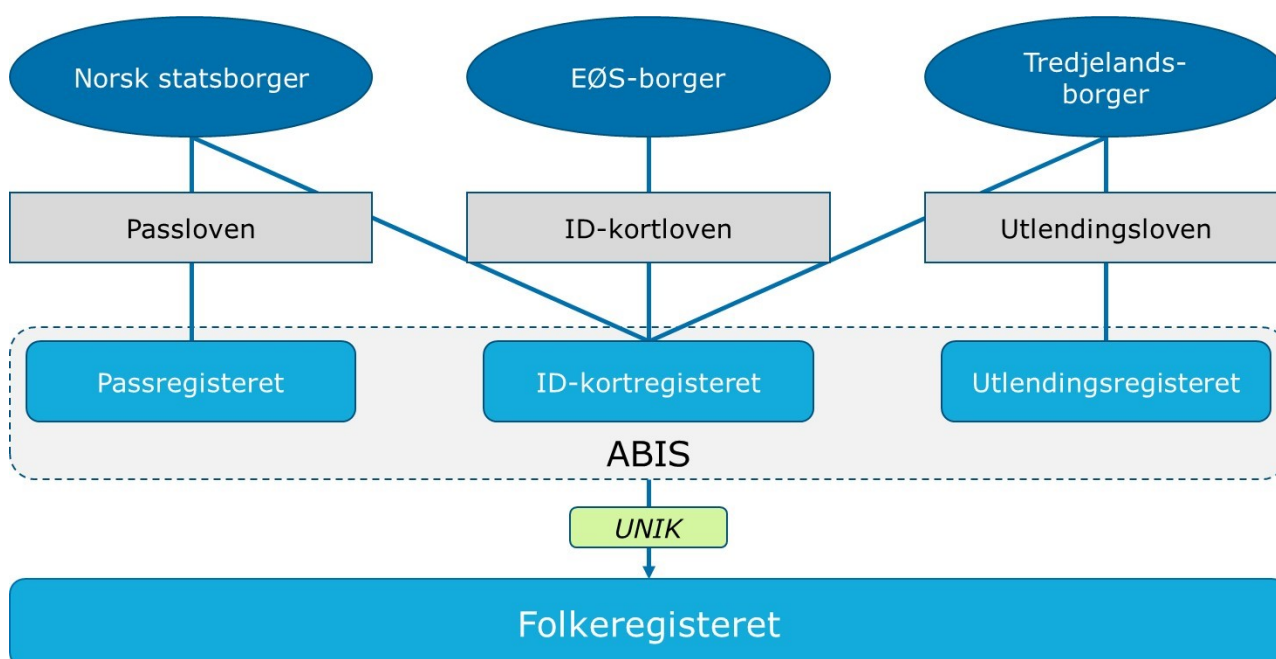 Norsk statsborger
EØS-borger
Tredjelands-
borger
Passloven
ID-kortloven
Utlendingsloven
Passregisteret
ID-kortregisteret
Utlendingsregisteret
ABIS
UNIK
Folkeregisteret